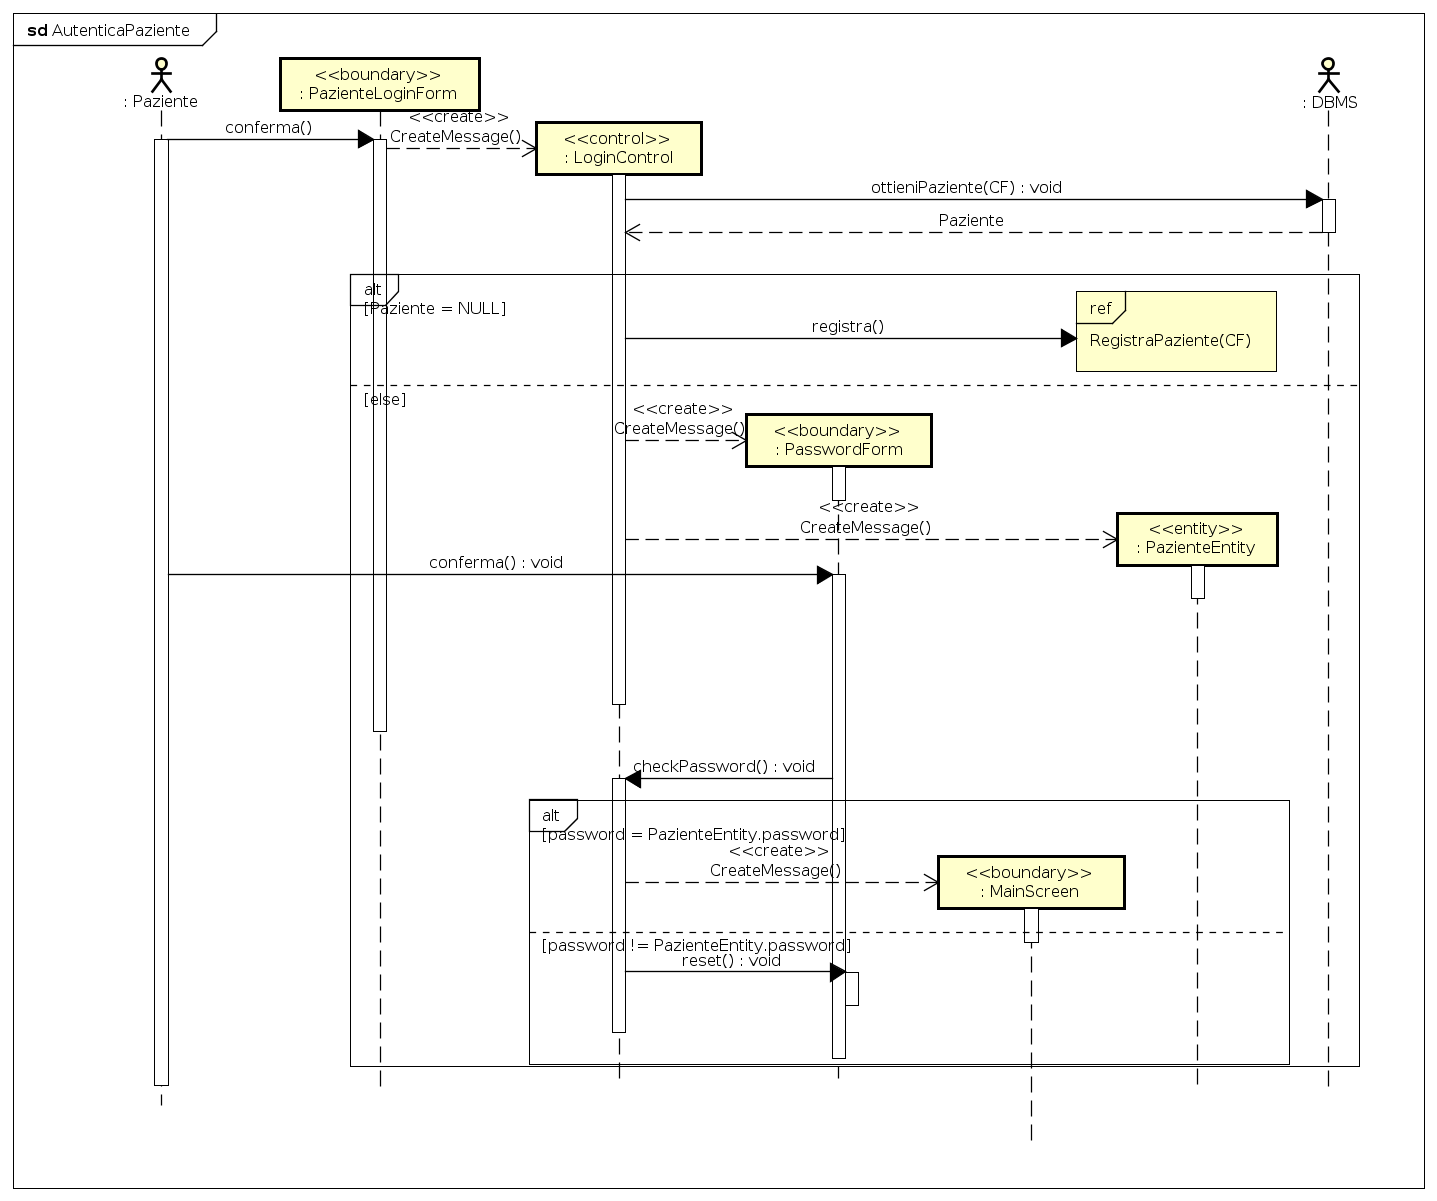 sd AutenticaPaziente
<<boundary>>
: PazienteLoginForm
: Paziente
: DBMS
<<create>>
conferma()
CreateMessage()
<<control>>
: LoginControl
ottieniPaziente(CF) : void
Paziente
alt
[Paziente = NULL]
ref
registra()
RegistraPaziente(CF)
[else]
<<create>>
CreateMessage()
<<boundary>>
: PasswordForm
<<create>>
CreateMessage()
<<entity>>
: PazienteEntity
conferma() : void
checkPassword() : void
alt
[password = PazienteEntity.password]
<<create>>
CreateMessage()
<<boundary>>
: MainScreen
[password != PazienteEntity.password]
reset() : void